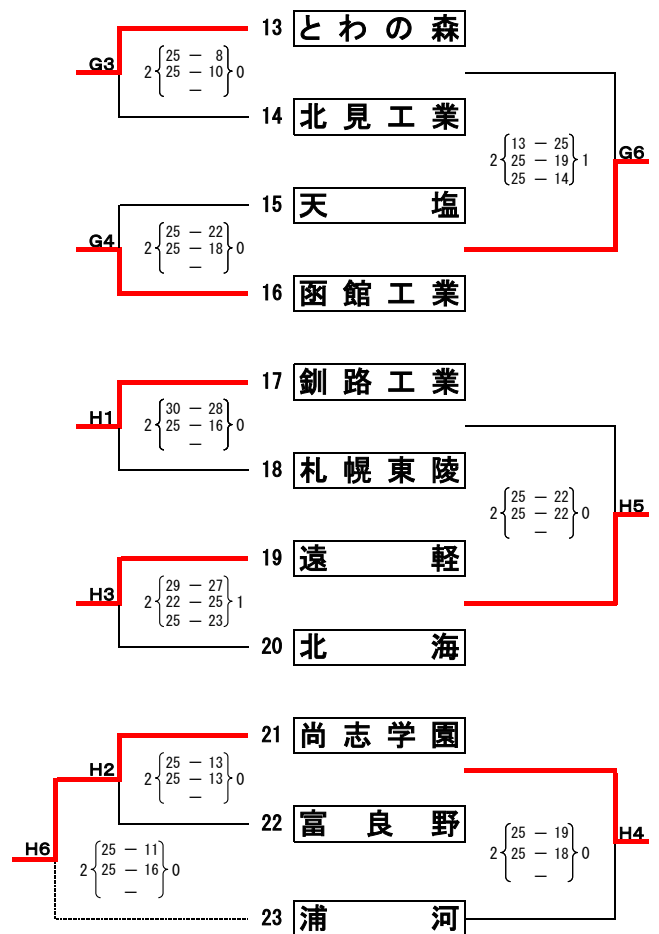 13 とわの森
G3
2 25 — 8 0
25 — 10
—
14 北見工業
G6
2 13 — 25 1
25 — 19
25 — 14
15 天塩
G4
2 25 — 22 0
25 — 18
—
16 函館工業
17 釧路工業
H1
2 30 — 28 0
25 — 16
—
18 札幌東陵
H5
2 25 — 22 0
25 — 22
—
19 遠軽
H3
2 29 — 27 1
22 — 25
25 — 23
20 北海
21 尚志学園
H2
2 25 — 13 0
25 — 13
—
22 富良野
H4
2 25 — 19 0
25 — 18
—
H6
2 25 — 11 0
25 — 16
—
23 浦河